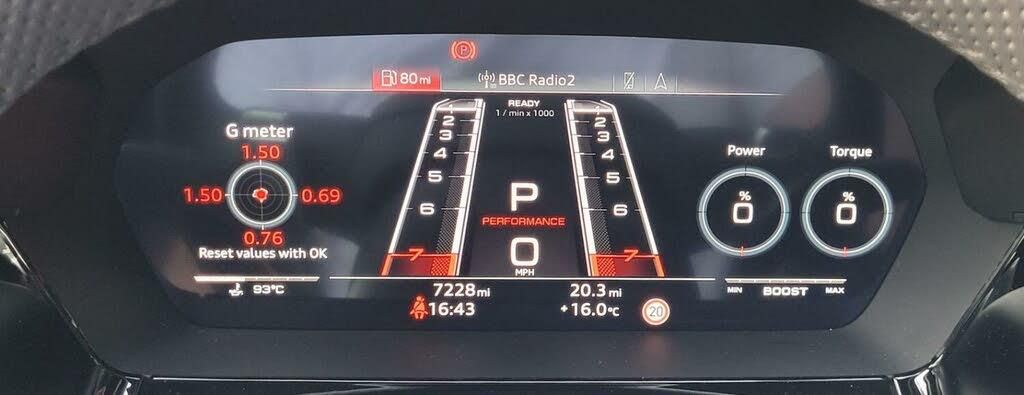 P
80 mi
BBC Radio2
READY
1 / min x 1000
G meter
1.50
1.50
0.69
0.76
Reset values with OK
93°C
1
2
3
4
5
6
7
1
2
3
4
5
6
7
P
PERFORMANCE
0
MPH
Power
%
0
Torque
%
0
MIN BOOST MAX
7228 mi
20.3 mi
16:43
+16.0°C
20